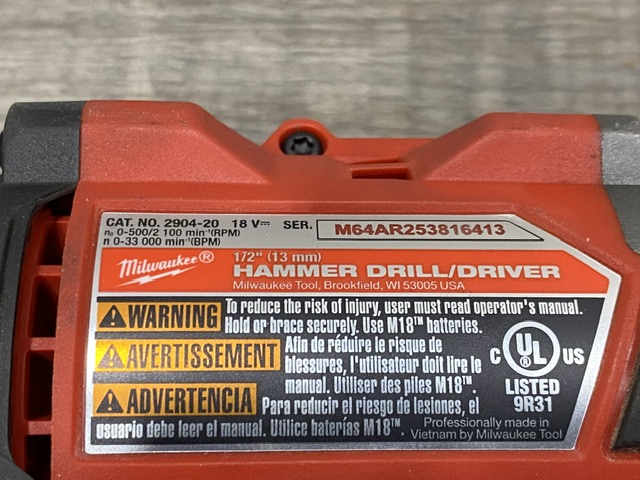 CAT. NO. 2904-20 18 V⎓ SER. M64AR253816413
n₀ 0-500/2 100 min⁻¹(RPM)
n 0-33 000 min⁻¹(BPM)
Milwaukee®
1/2" (13 mm)
HAMMER DRILL/DRIVER
Milwaukee Tool, Brookfield, WI 53005 USA
WARNING To reduce the risk of injury, user must read operator's manual.
Hold or brace securely. Use M18™ batteries.
AVERTISSEMENT Afin de réduire le risque de
blessures, l'utilisateur doit lire le
manual. Utiliser des piles M18™.
ADVERTENCIA Para reducir el riesgo de lesiones, el
usuario debe leer el manual. Utilice baterías M18™.
C UL US
LISTED
9R31
Professionally made in
Vietnam by Milwaukee Tool